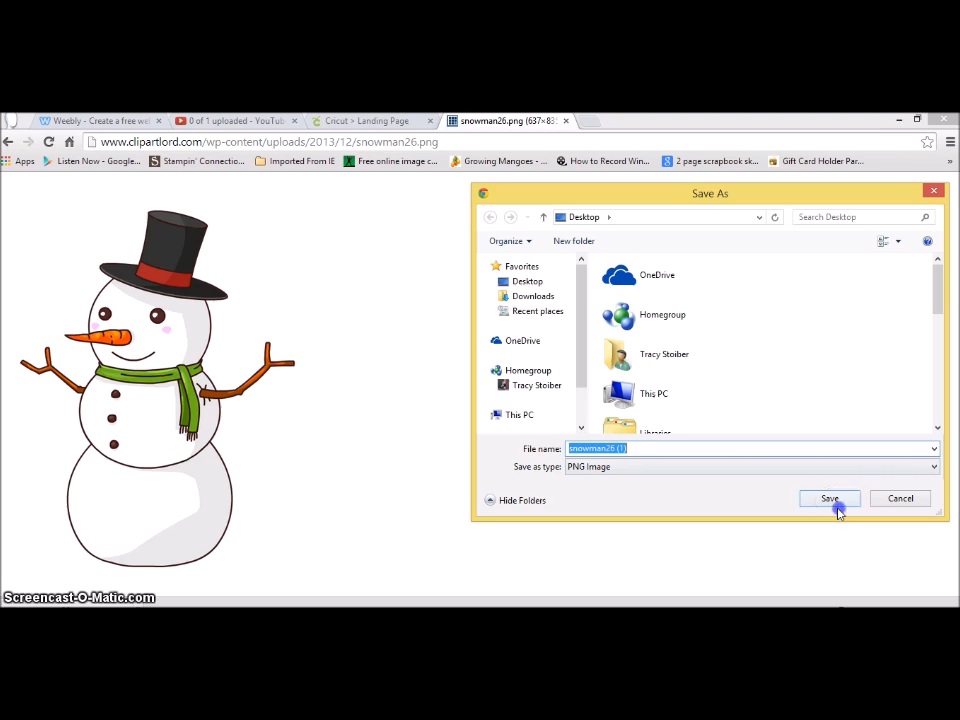 Weebly - Create a free we
0 of 1 uploaded - YouTub
Cricut > Landing Page
snowman26.png (637×83
www.clipartlord.com/wp-content/uploads/2013/12/snowman26.png
Apps
Listen Now - Google...
Stampin' Connectio...
Imported From IE
Free online image c...
Growing Mangoes - ...
How to Record Win...
2 page scrapbook sk...
Gift Card Holder Par...
»
Save As
Desktop
Search Desktop
Organize
New folder
Favorites
Desktop
Downloads
Recent places
OneDrive
Homegroup
Tracy Stoiber
This PC
OneDrive
Homegroup
Tracy Stoiber
This PC
Libraries
File name: snowman26 (1)
Save as type: PNG Image
Hide Folders
Save
Cancel
Screencast-O-Matic.com